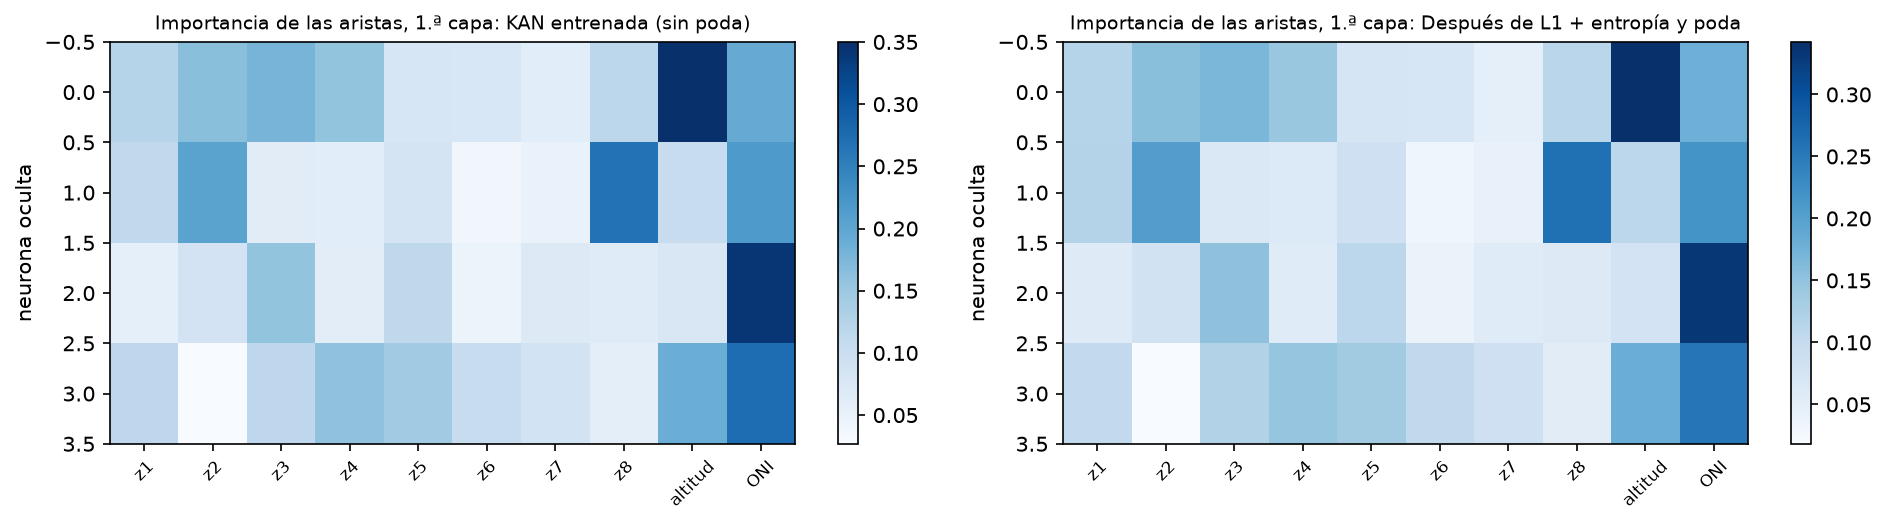 Importancia de las aristas, 1.ª capa: KAN entrenada (sin poda)
neurona oculta
−0.5
0.0
0.5
1.0
1.5
2.0
2.5
3.0
3.5
z1
z2
z3
z4
z5
z6
z7
z8
altitud
ONI
0.35
0.30
0.25
0.20
0.15
0.10
0.05
Importancia de las aristas, 1.ª capa: Después de L1 + entropía y poda
neurona oculta
−0.5
0.0
0.5
1.0
1.5
2.0
2.5
3.0
3.5
z1
z2
z3
z4
z5
z6
z7
z8
altitud
ONI
0.30
0.25
0.20
0.15
0.10
0.05